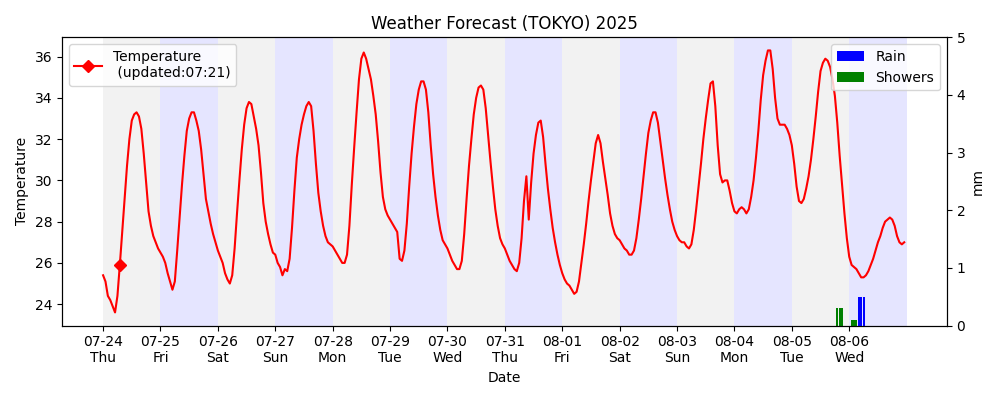 Weather Forecast (TOKYO) 2025
Temperature
(updated:07:21)
Rain
Showers
Temperature
36
34
32
30
28
26
24
5
4
3
2
1
0
mm
07-24 07-25 07-26 07-27 07-28 07-29 07-30 07-31 08-01 08-02 08-03 08-04 08-05 08-06
Thu Fri Sat Sun Mon Tue Wed Thu Fri Sat Sun Mon Tue Wed
Date